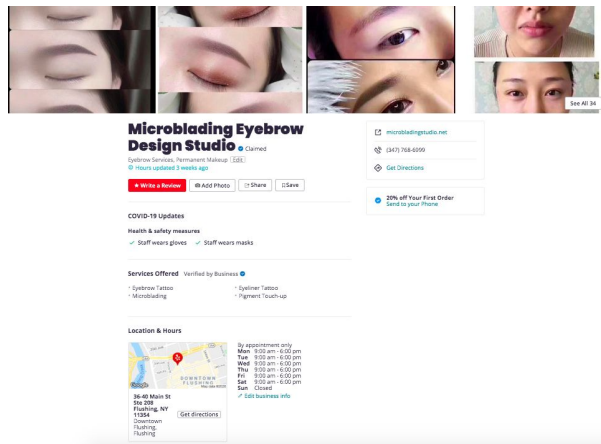 See All 34
Microblading Eyebrow
Design Studio
Claimed
Eyebrow Services, Permanent Makeup Edit
Hours updated 3 weeks ago
Write a Review
Add Photo
Share
Save
microbladingstudio.net
(347) 768-6999
Get Directions
20% off Your First Order
Send to your Phone
COVID-19 Updates
Health & safety measures
Staff wears gloves
Staff wears masks
Services Offered Verified by Business
Eyebrow Tattoo
Eyeliner Tattoo
Microblading
Pigment Touch-up
Location & Hours
DOWNTOWN
FLUSHING
Google
36-40 Main St
Ste 208
Flushing, NY
11354
Downtown
Flushing,
Flushing
Get directions
By appointment only
Mon 9:00 am - 6:00 pm
Tue 9:00 am - 6:00 pm
Wed 9:00 am - 6:00 pm
Thu 9:00 am - 6:00 pm
Fri 9:00 am - 6:00 pm
Sat 9:00 am - 6:00 pm
Sun Closed
Edit business info